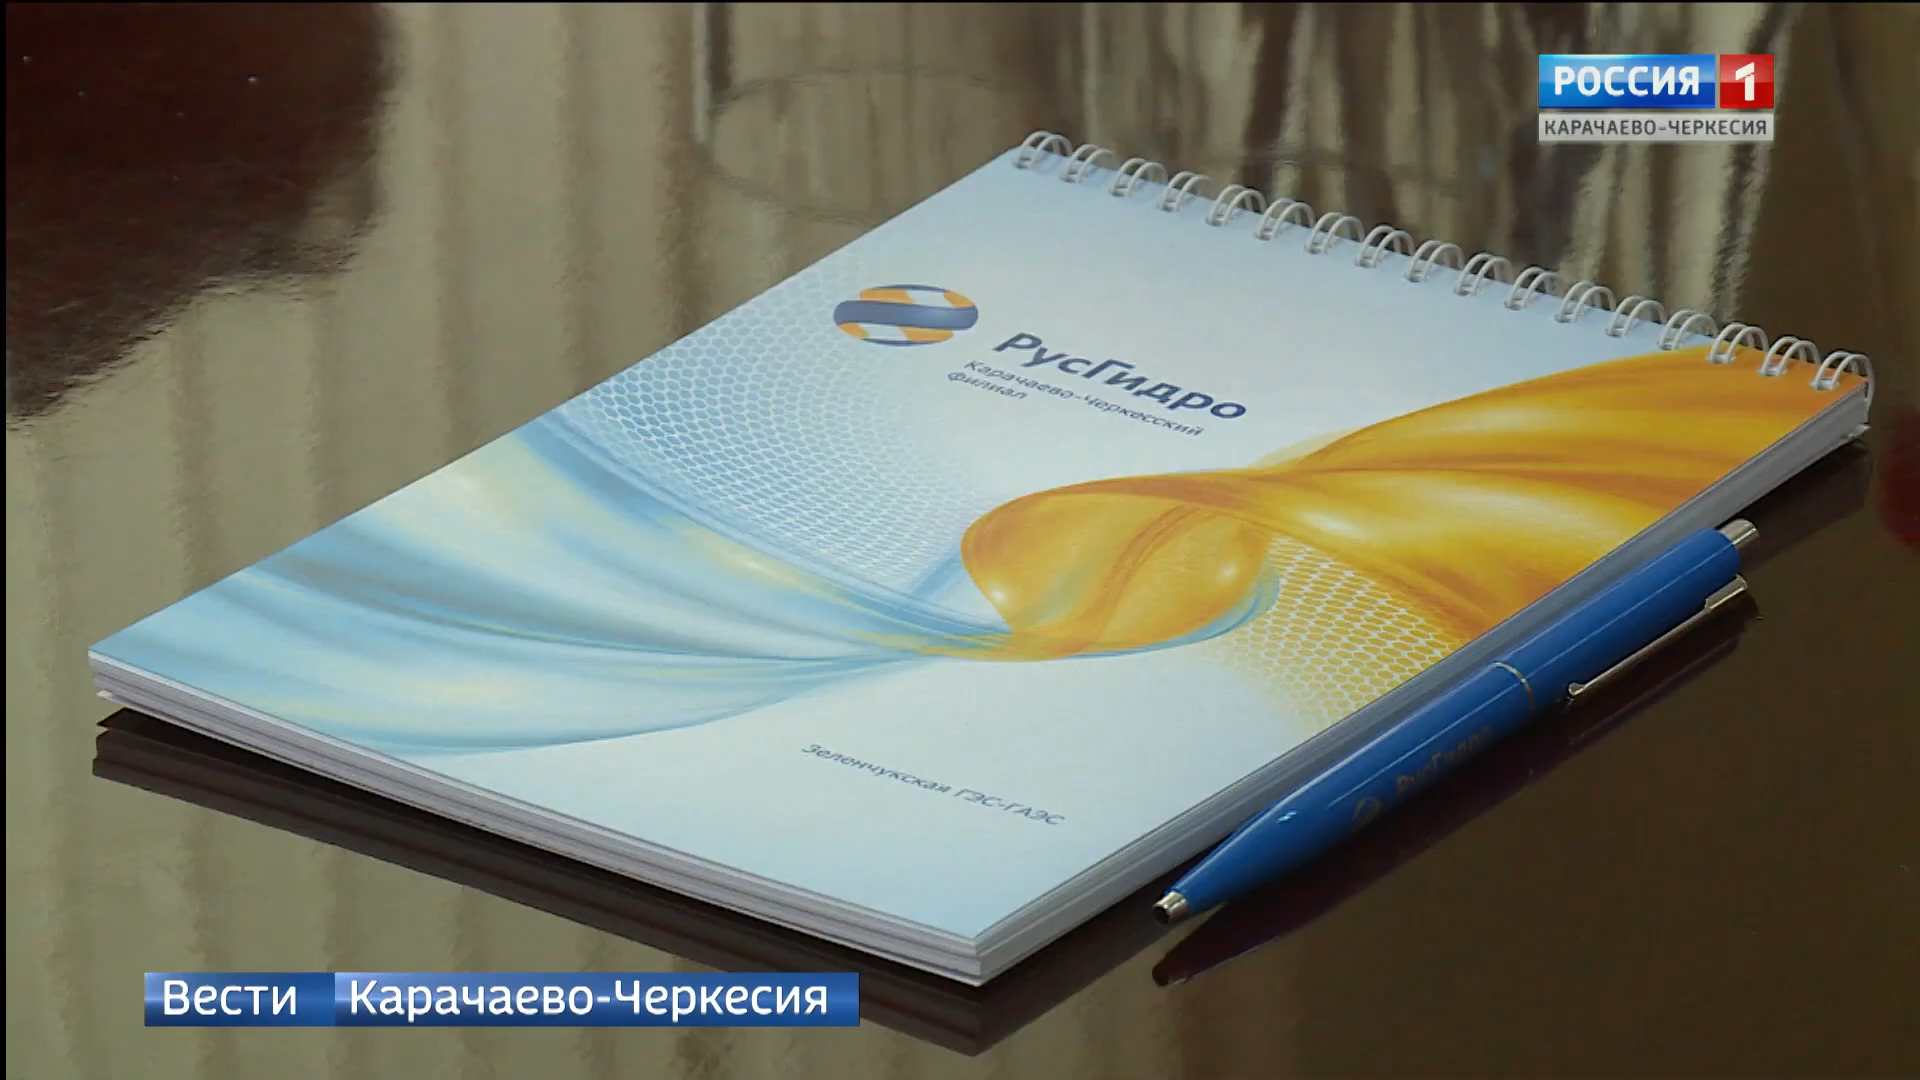 РОССИЯ 1
КАРАЧАЕВО-ЧЕРКЕСИЯ
РусГидро
Карачаево-Черкесский
филиал
Зеленчукская ГЭС-ГАЭС
РусГидро
Вести Карачаево-Черкесия